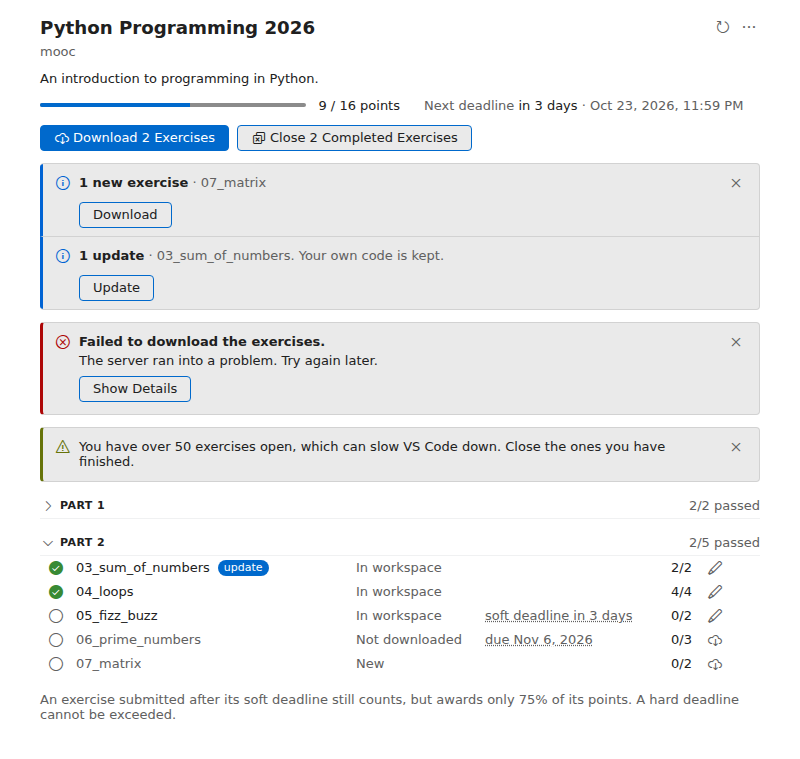 Python Programming 2026
mooc
An introduction to programming in Python.
9 / 16 points Next deadline in 3 days · Oct 23, 2026, 11:59 PM
Download 2 Exercises Close 2 Completed Exercises
1 new exercise · 07_matrix
Download
1 update · 03_sum_of_numbers. Your own code is kept.
Update
Failed to download the exercises.
The server ran into a problem. Try again later.
Show Details
You have over 50 exercises open, which can slow VS Code down. Close the ones you have
finished.
PART 1 2/2 passed
PART 2 2/5 passed
03_sum_of_numbers update In workspace 2/2
04_loops In workspace 4/4
05_fizz_buzz In workspace soft deadline in 3 days 0/2
06_prime_numbers Not downloaded due Nov 6, 2026 0/3
07_matrix New 0/2
An exercise submitted after its soft deadline still counts, but awards only 75% of its points. A hard deadline
cannot be exceeded.